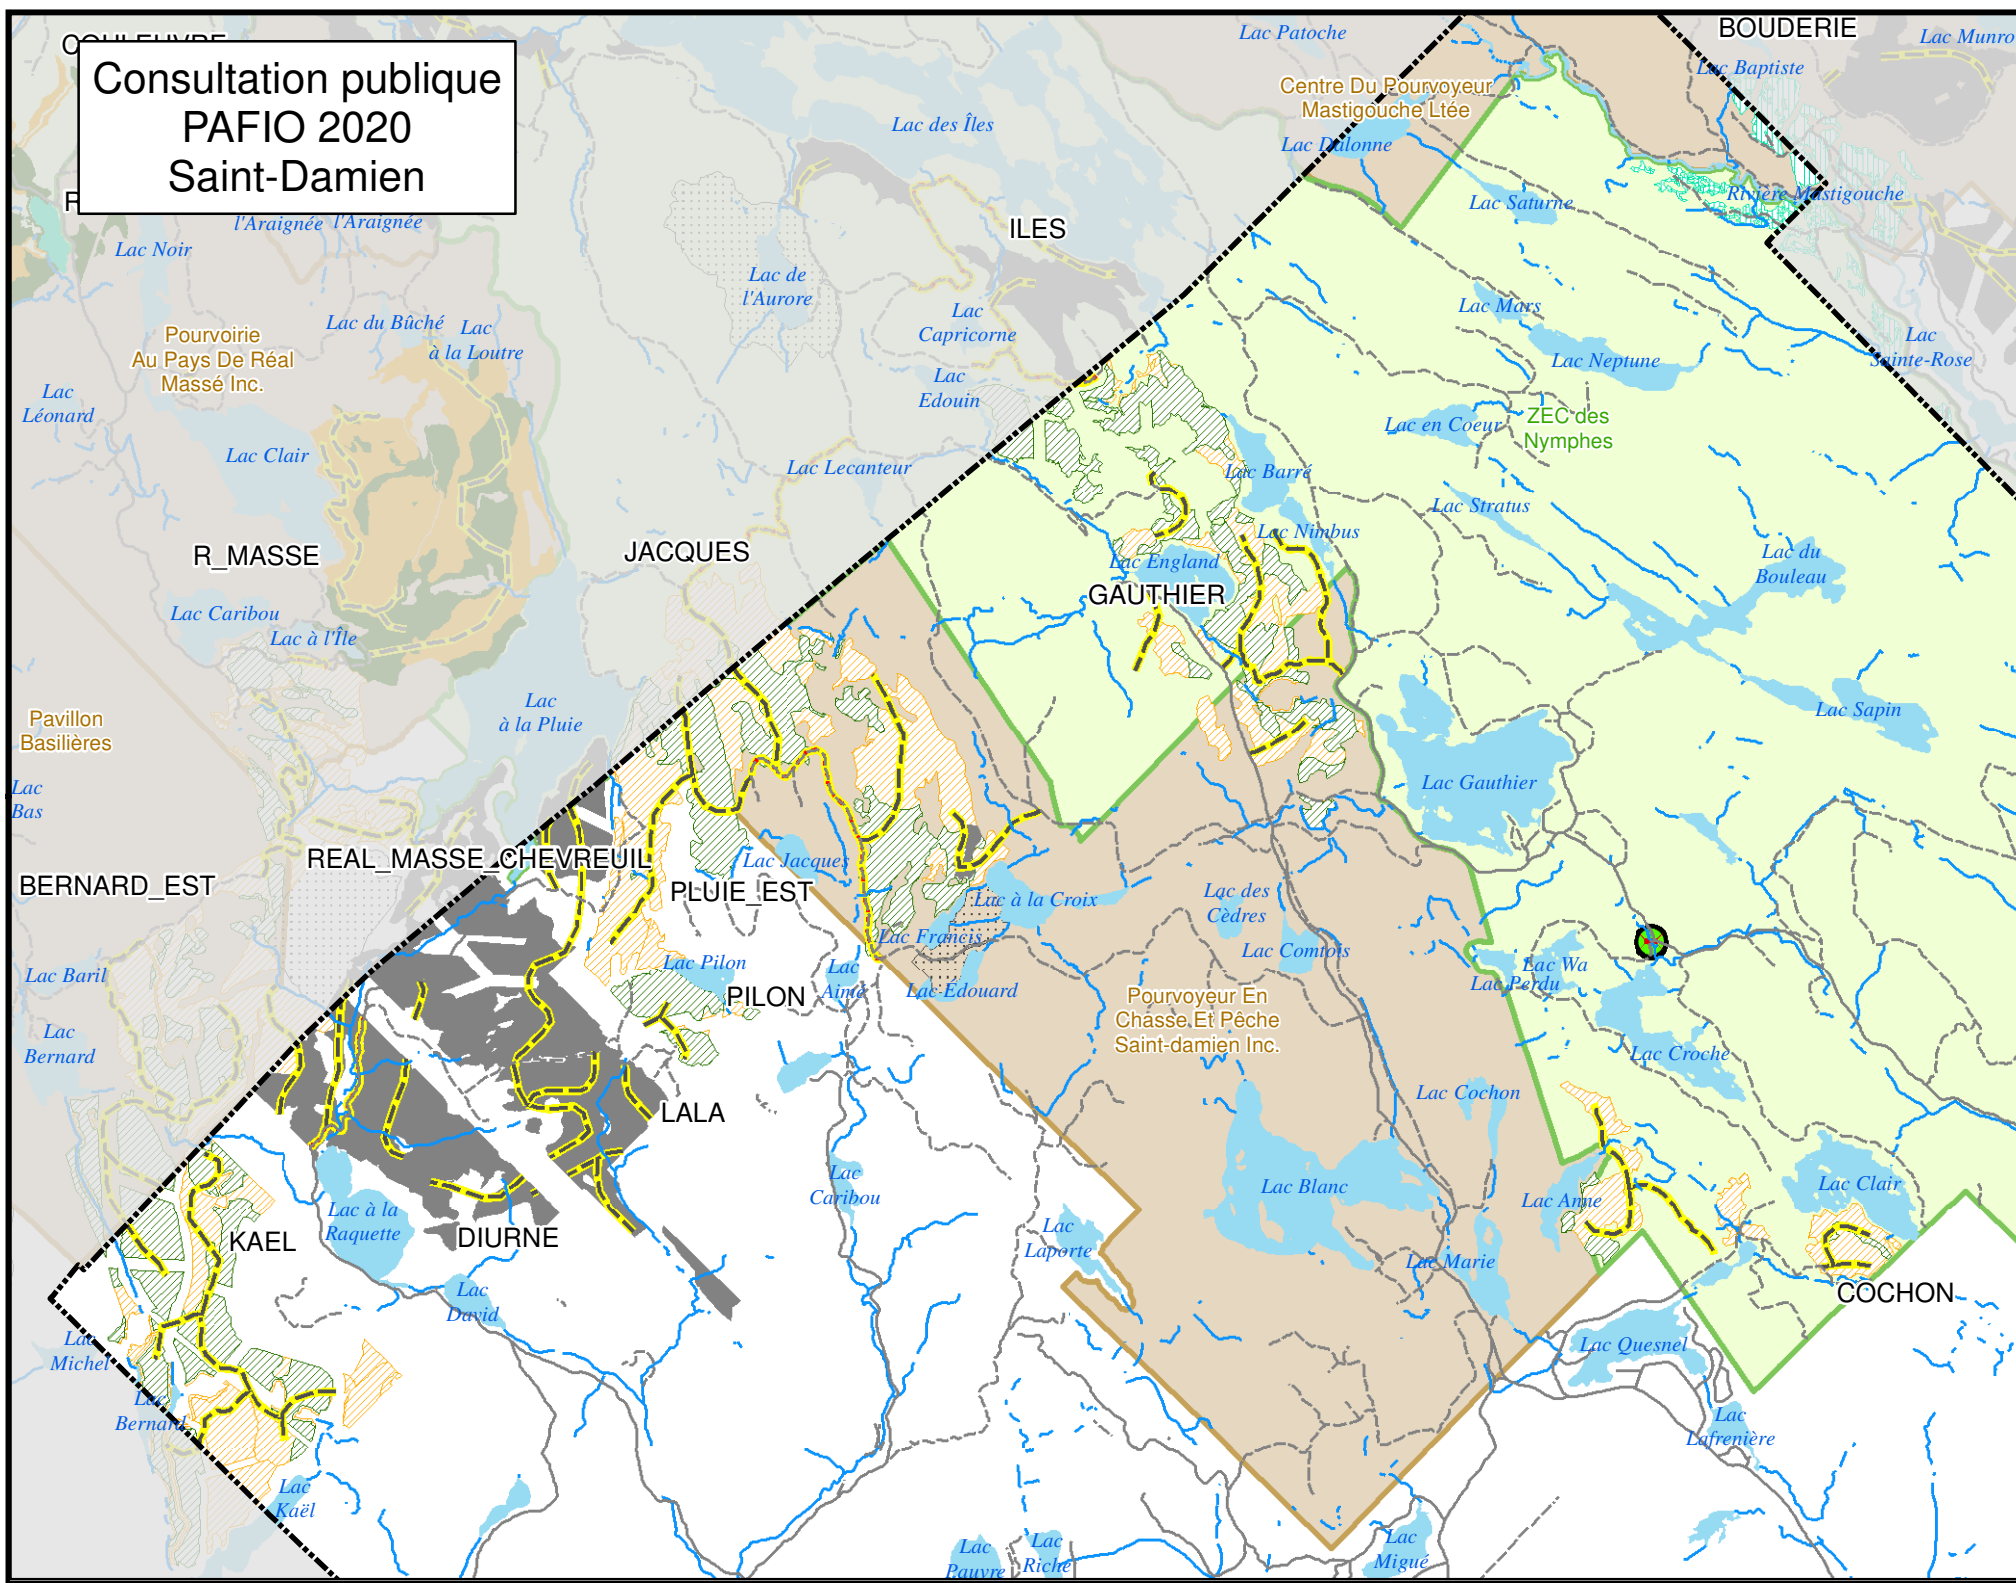 Consultation publique
PAFIO 2020
Saint-Damien
BOUDERIE
Lac Munro
Lac Patoche
Lac Baptiste
Centre Du Pourvoyeur
Mastigouche Ltée
Lac des Îles
Lac Dalonne
Lac Saturne
Rivière Mastigouche
l'Araignée
l'Araignée
Lac Noir
ILES
Lac de
l'Aurore
Lac Mars
Lac
Capricorne
Lac du Bûché
Lac
à la Loutre
Pourvoirie
Au Pays De Réal
Massé Inc.
Lac Neptune
Lac
Sainte-Rose
Lac
Edouin
Lac
Léonard
Lac en Coeur
ZEC des
Nymphes
Lac Clair
Lac Lecanteur
Lac Barré
Lac Stratus
Lac Nimbus
R_MASSE
JACQUES
Lac England
Lac du
Bouleau
GAUTHIER
Lac Caribou
Lac à l'Île
Lac
à la Pluie
Pavillon
Basilières
Lac Sapin
Lac
Bas
Lac Gauthier
REAL_MASSE_CHEVREUIL
Lac Jacques
BERNARD_EST
PLUIE_EST
Lac à la Croix
Lac des
Cèdres
Lac Francis
Lac Comtois
Lac Pilon
Lac
Aimé
Lac Baril
Lac Wa
Lac Perdu
PILON
Lac Edouard
Pourvoyeur En
Chasse Et Pêche
Saint-damien Inc.
Lac
Bernard
Lac Croche
Lac Cochon
LALA
Lac
Caribou
Lac Blanc
Lac Anne
Lac Clair
Lac à la
Raquette
KAEL
DIURNE
Lac
Laporte
Lac Marie
COCHON
Lac
David
Lac
Michel
Lac Quesnel
Lac
Bernard
Lac
Lafrenière
Lac
Kaël
Lac
Pauvre
Lac
Riche
Lac
Migué